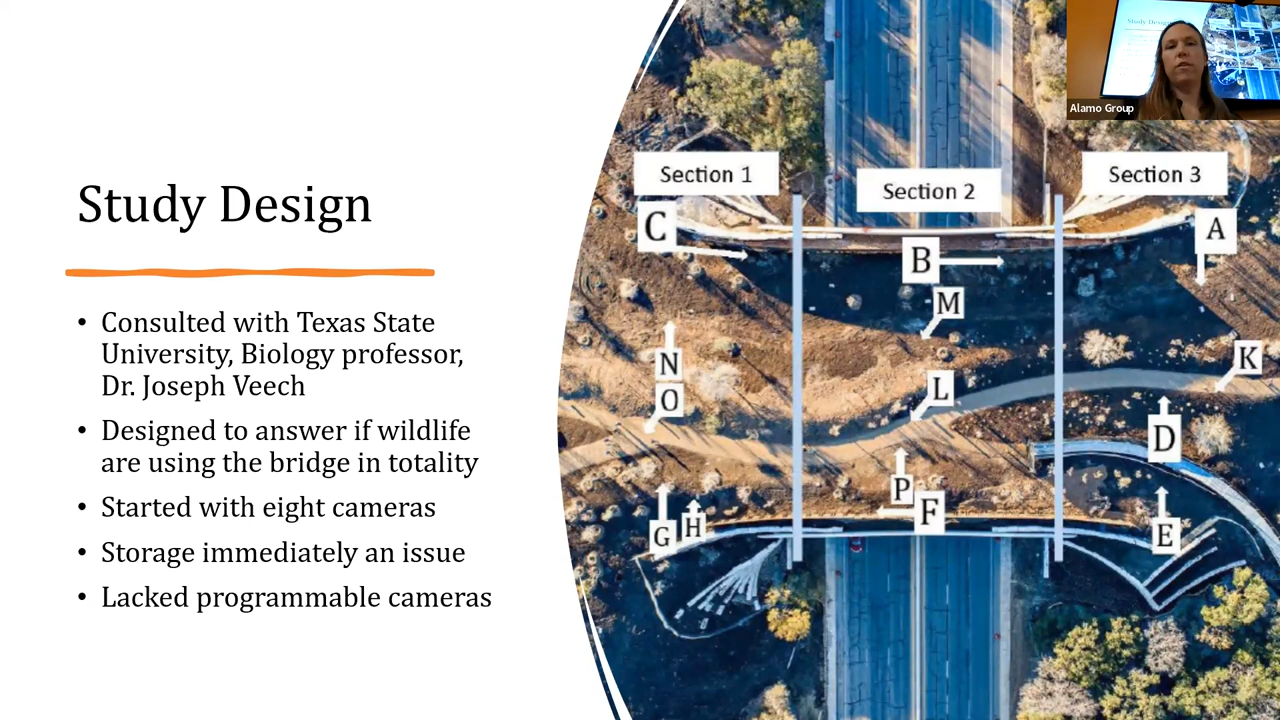 Study Design
• Consulted with Texas State
University, Biology professor,
Dr. Joseph Veech
• Designed to answer if wildlife
are using the bridge in totality
• Started with eight cameras
• Storage immediately an issue
• Lacked programmable cameras
Section 1
Section 2
Section 3
C
B
A
M
N
O
L
K
D
P
F
G
H
E
Study Design
Alamo Group